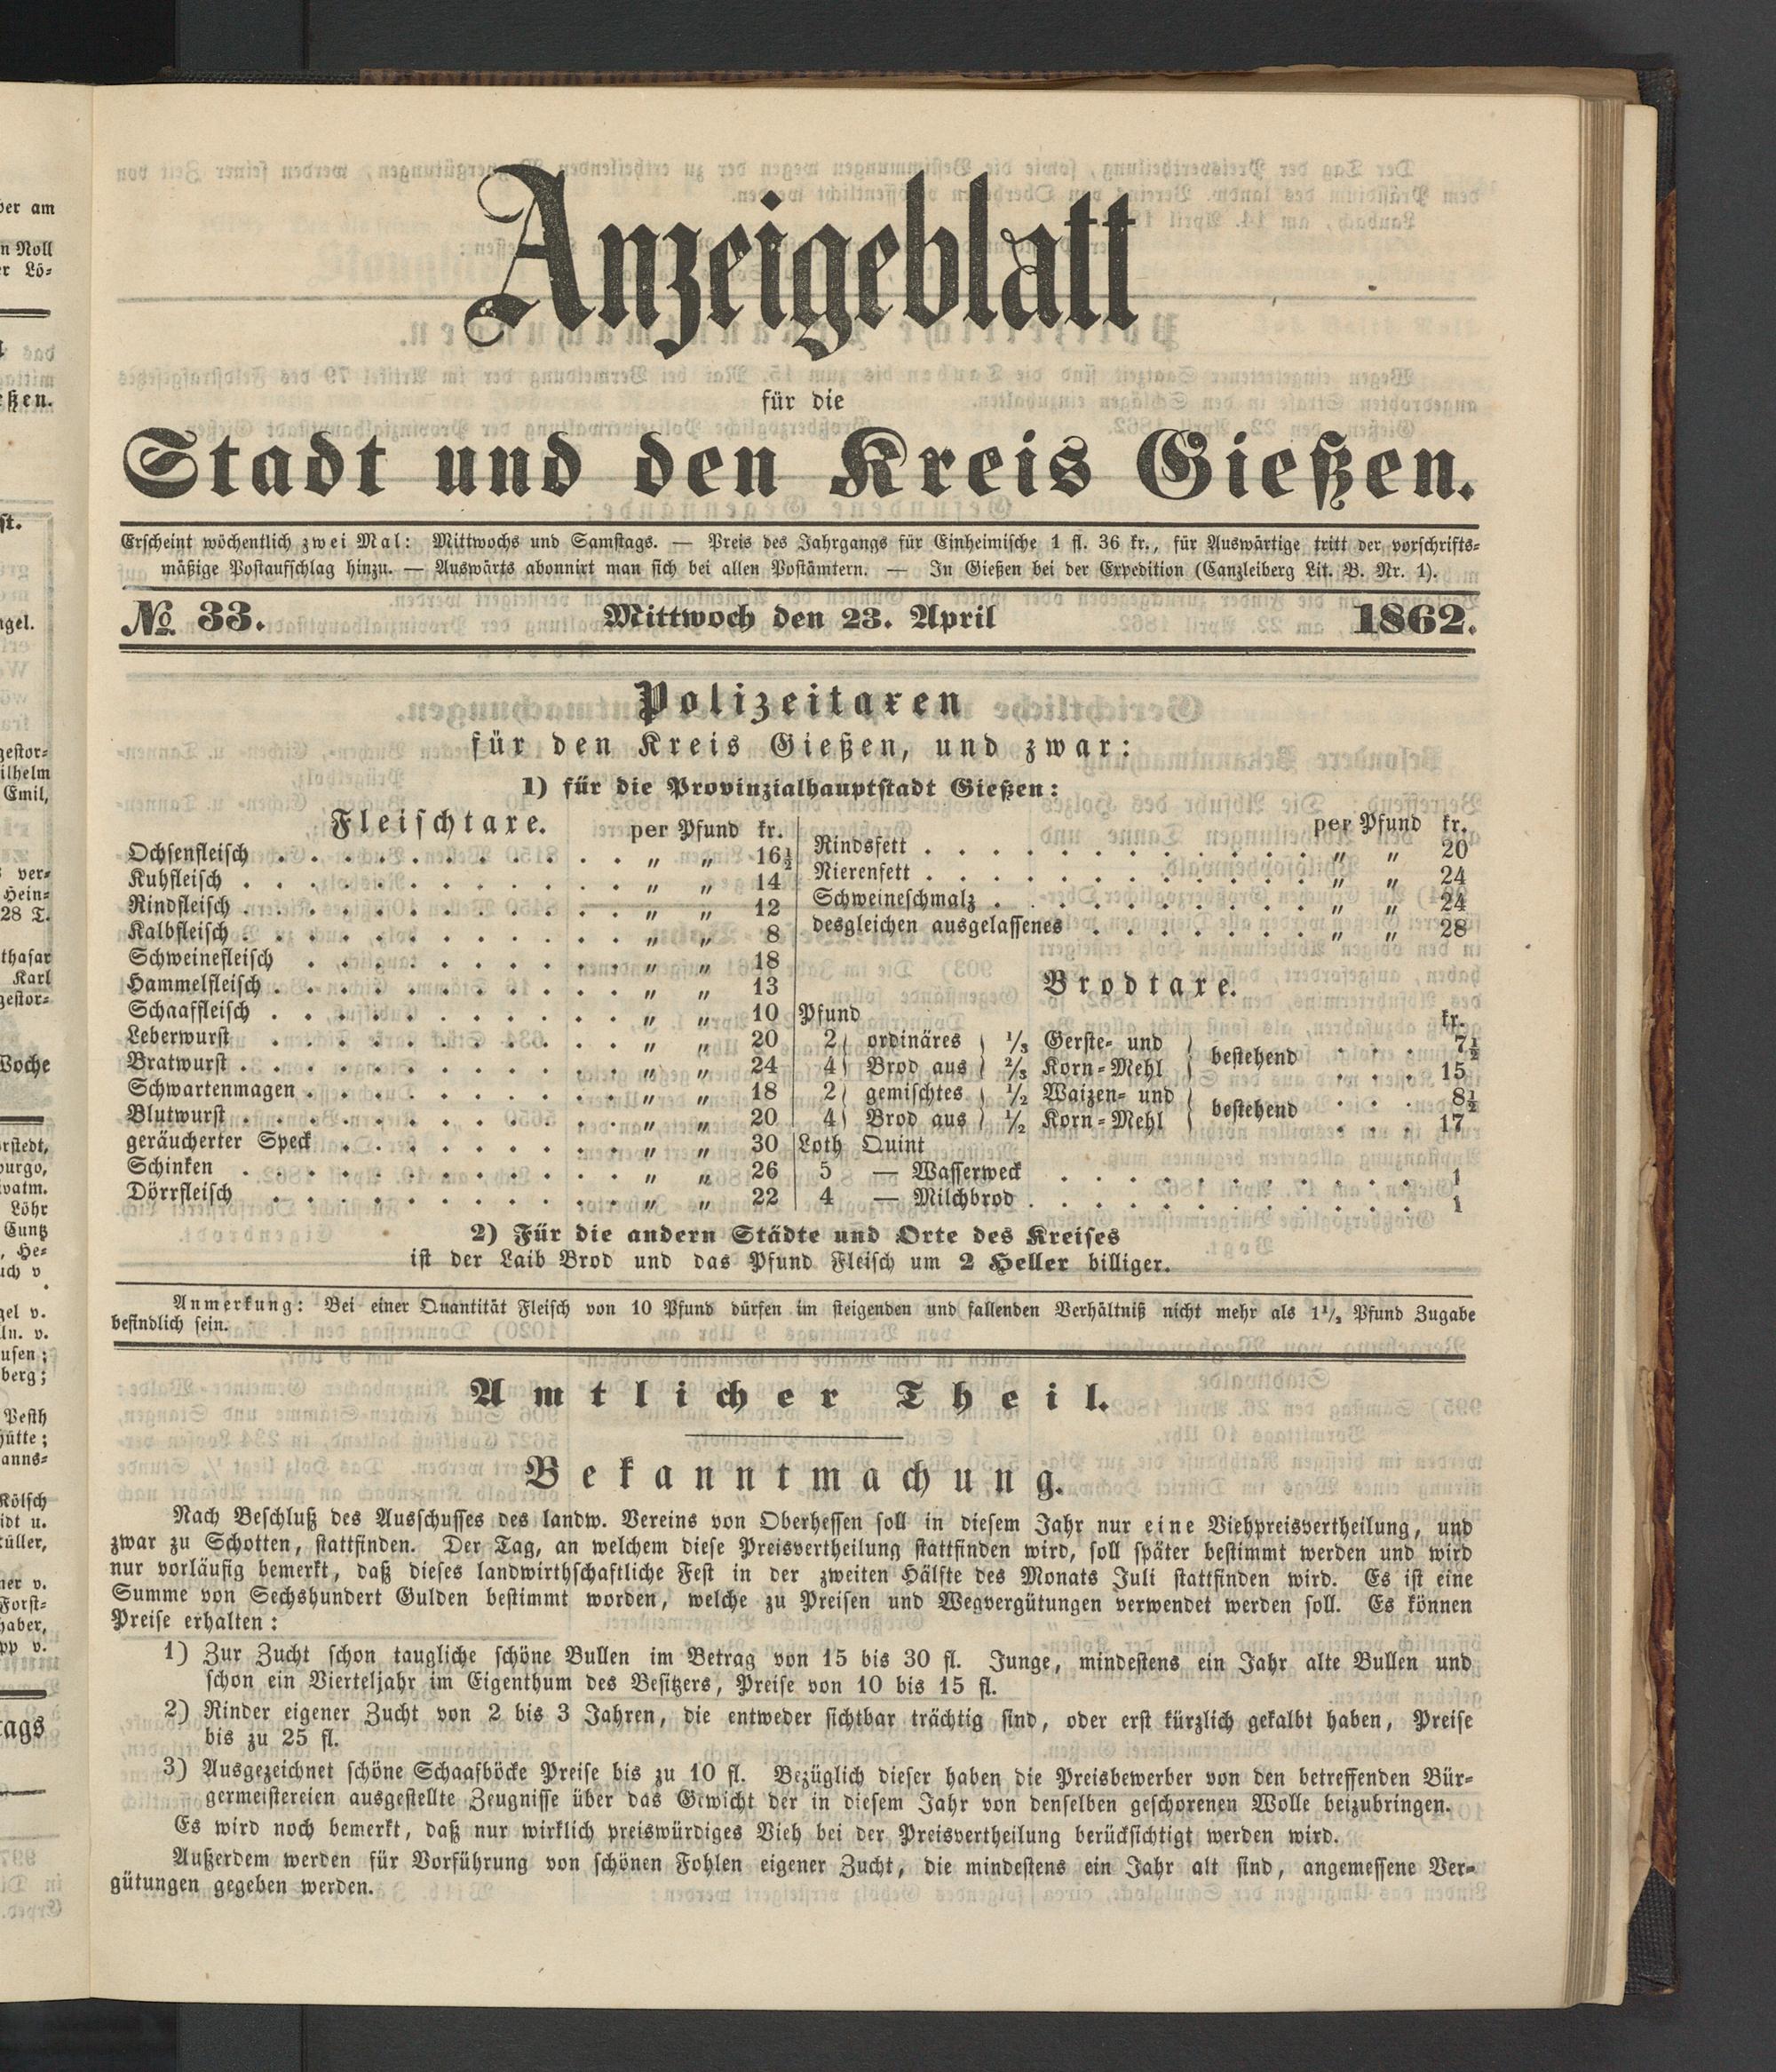 Anzeigeblatt
für die
Stadt und den Kreis Gießen.
Erscheint wöchentlich zwei Mal: Mittwochs und Samstags. — Preis des Jahrgangs für Einheimische 1 fl. 36 kr., für Auswärtige tritt der vorschrifts-
mäßige Postaufschlag hinzu. — Auswärts abonnirt man sich bei allen Postämtern. — In Gießen bei der Expedition (Canzleiberg Lit. B. Nr. 1).
№ 33. Mittwoch den 23. April 1862.
Polizeitaxen
für den Kreis Gießen, und zwar:
1) für die Provinzialhauptstadt Gießen:
Fleischtaxe. per Pfund kr.
Ochsenfleisch . . . . . . . . . . . . „ „ 16½
Kuhfleisch . . . . . . . . . . . . „ „ 14
Rindfleisch . . . . . . . . . . . . „ „ 12
Kalbfleisch . . . . . . . . . . . . „ „ 8
Schweinefleisch . . . . . . . . . . „ „ 18
Hammelfleisch . . . . . . . . . . . „ „ 13
Schaaffleisch . . . . . . . . . . . „ „ 10
Leberwurst . . . . . . . . . . . „ „ 20
Bratwurst . . . . . . . . . . . . „ „ 24
Schwartenmagen . . . . . . . . . . „ „ 18
Blutwurst . . . . . . . . . . . . „ „ 20
geräucherter Speck . . . . . . . . . „ „ 30
Schinken . . . . . . . . . . . . „ „ 26
Dörrfleisch . . . . . . . . . . . „ „ 22
per Pfund kr.
Rindsfett . . . . . . . . . . . . „ „ 20
Nierenfett . . . . . . . . . . . . „ „ 24
Schweineschmalz . . . . . . . . . . „ „ 24
desgleichen ausgelassenes . . . . . . . „ „ 28
Brodtaxe.
Pfund kr.
2) ordinäres } ⅓ Gerste- und } bestehend . . . 7½
4) Brod aus } ⅔ Korn-Mehl } . . . 15
2) gemischtes } ½ Waizen- und } bestehend . . . 8½
4) Brod aus } ½ Korn-Mehl } . . . 17
Loth Quint
5 — Wasserweck . . . . . . . . . . 1
4 — Milchbrod . . . . . . . . . . . 1
2) Für die andern Städte und Orte des Kreises
ist der Laib Brod und das Pfund Fleisch um 2 Heller billiger.
Anmerkung: Bei einer Quantität Fleisch von 10 Pfund dürfen im steigenden und fallenden Verhältniß nicht mehr als 1½ Pfund Zugabe
befindlich sein.
Amtlicher Theil.
Bekanntmachung.
Nach Beschluß des Ausschusses des landw. Vereins von Oberhessen soll in diesem Jahr nur eine Viehpreisvertheilung, und
zwar zu Schotten, stattfinden. Der Tag, an welchem diese Preisvertheilung stattfinden wird, soll später bestimmt werden und wird
nur vorläufig bemerkt, daß dieses landwirthschaftliche Fest in der zweiten Hälfte des Monats Juli stattfinden wird. Es ist eine
Summe von Sechshundert Gulden bestimmt worden, welche zu Preisen und Wegvergütungen verwendet werden soll. Es können
Preise erhalten:
1) Zur Zucht schon taugliche schöne Bullen im Betrag von 15 bis 30 fl. Junge, mindestens ein Jahr alte Bullen und
schon ein Vierteljahr im Eigenthum des Besitzers, Preise von 10 bis 15 fl.
2) Rinder eigener Zucht von 2 bis 3 Jahren, die entweder sichtbar trächtig sind, oder erst kürzlich gekalbt haben, Preise
bis zu 25 fl.
3) Ausgezeichnet schöne Schaafböcke Preise bis zu 10 fl. Bezüglich dieser haben die Preisbewerber von den betreffenden Bür-
germeistereien ausgestellte Zeugnisse über das Gewicht der in diesem Jahr von denselben geschorenen Wolle beizubringen.
Es wird noch bemerkt, daß nur wirklich preiswürdiges Vieh bei der Preisvertheilung berücksichtigt werden wird.
Außerdem werden für Vorführung von schönen Fohlen eigener Zucht, die mindestens ein Jahr alt sind, angemessene Ver-
gütungen gegeben werden.